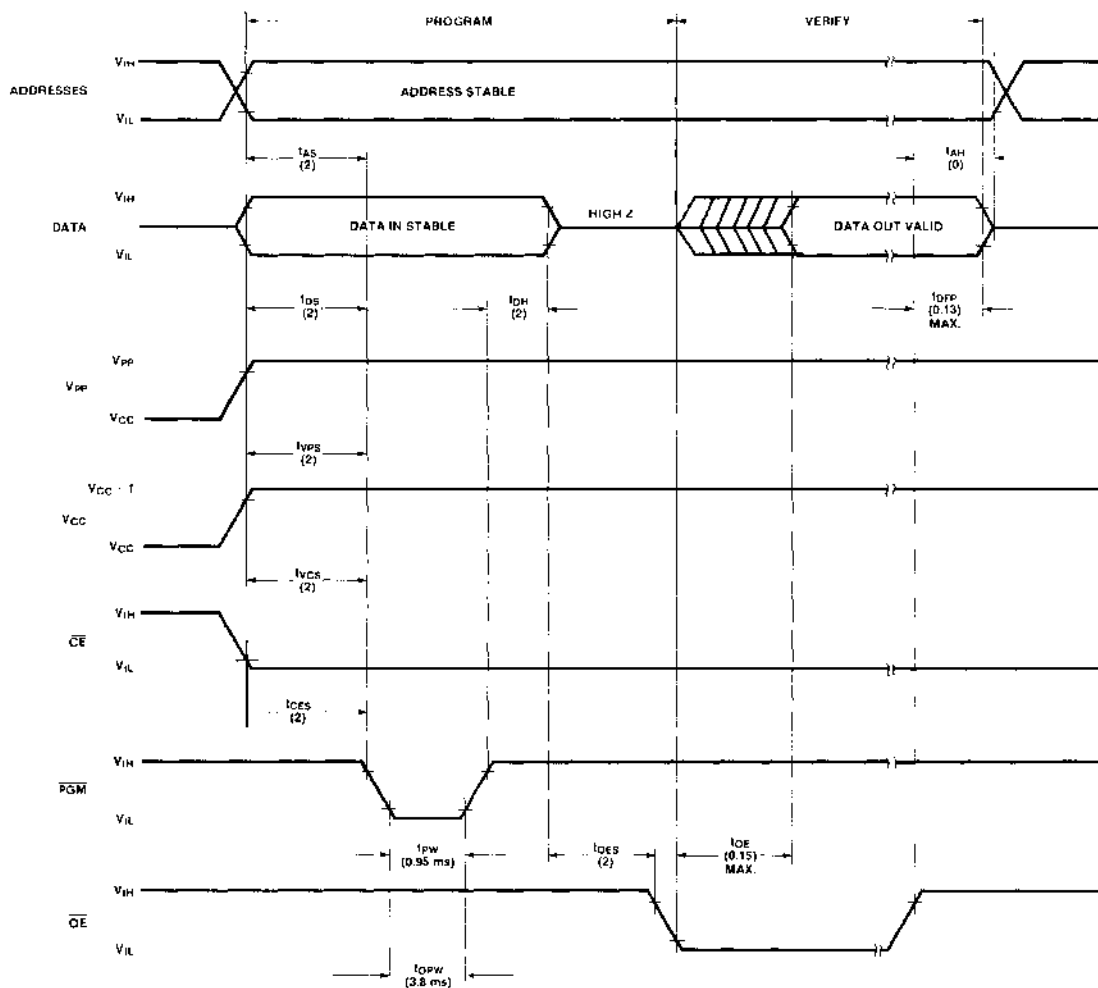 PROGRAM
VERIFY
ADDRESSES
VIH
VIL
ADDRESS STABLE
tAS
(2)
tAH
(0)
DATA
VIH
VIL
DATA IN STABLE
HIGH Z
DATA OUT VALID
tDS
(2)
tDH
(2)
tDFP
(0.13)
MAX.
VPP
VPP
VCC
tVPS
(2)
VCC
VCC
tVCS
(2)
CE
VIH
VIL
tCES
(2)
PGM
VIH
VIL
tPW
(0.95 ms)
tOES
(2)
tOE
(0.15)
MAX.
OE
VIH
VIL
tOPW
(3.8 ms)